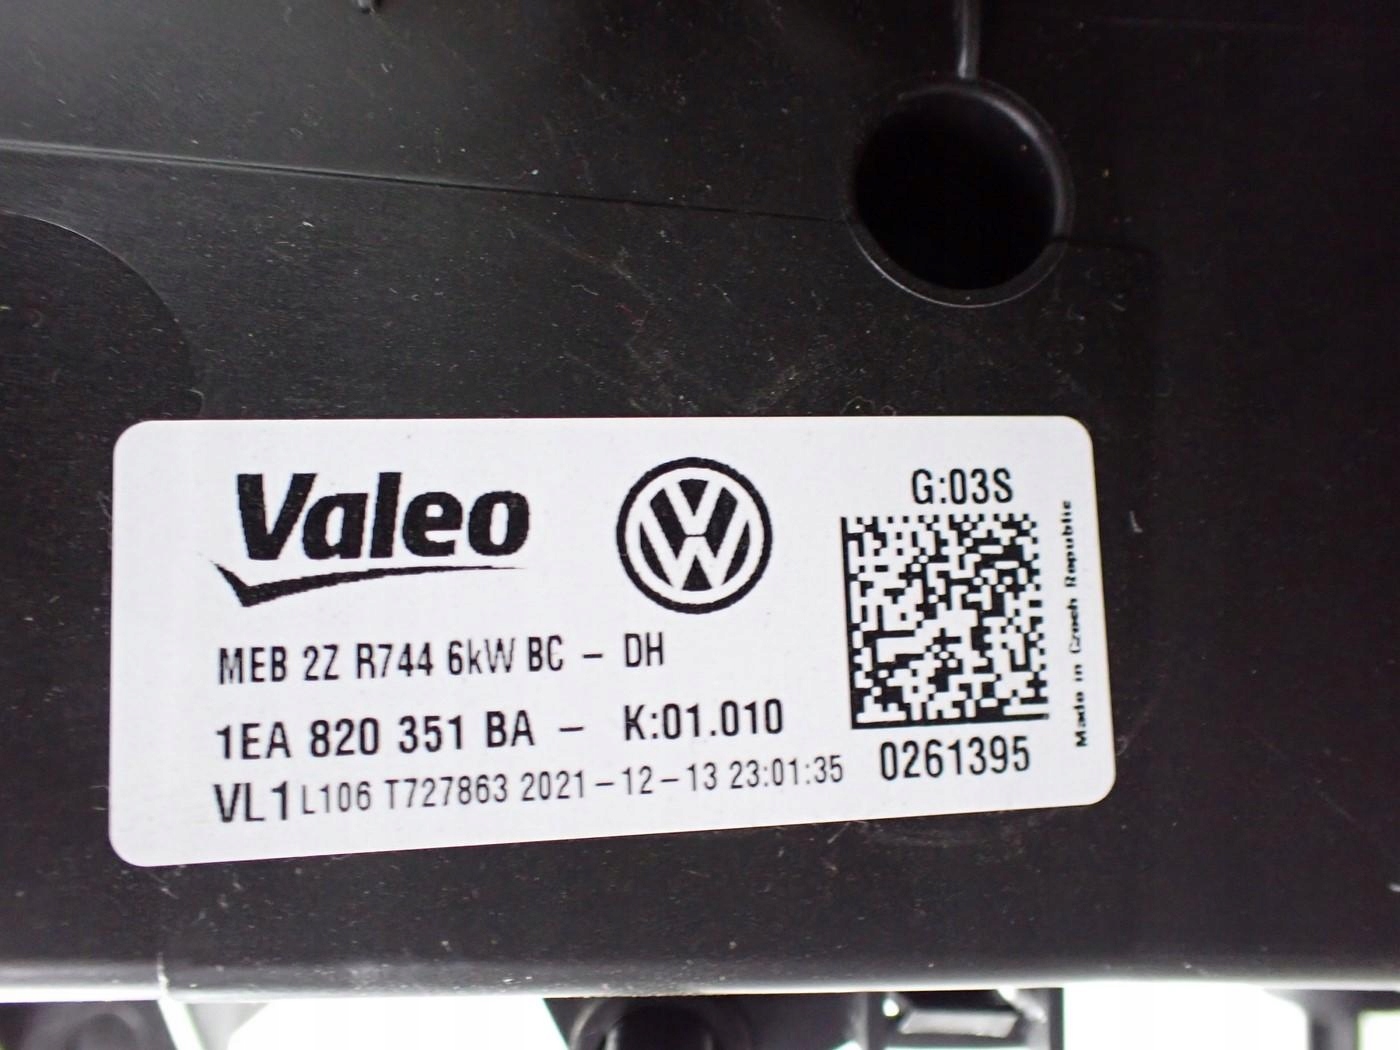 Valeo
G:03S
MEB 2Z R744 6kW BC – DH
1EA 820 351 BA – K:01.010
VL1 L106 T727863 2021–12–13 23:01:35
0261395
Made in Czech Republic